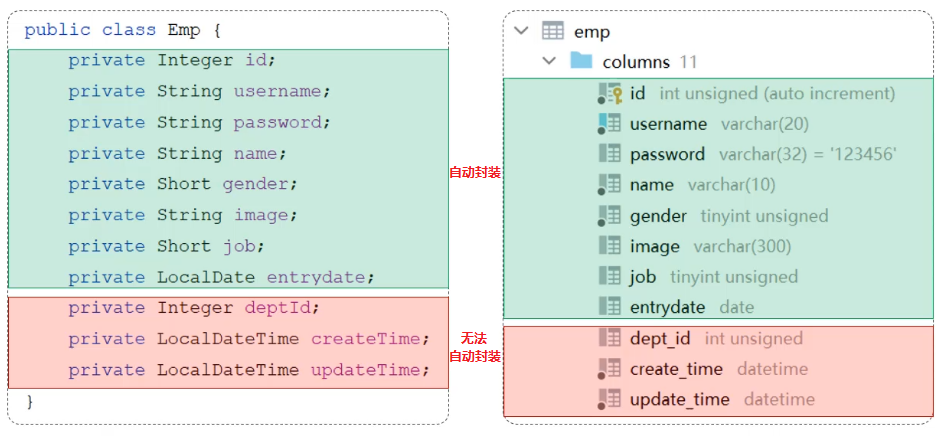 public class Emp {
private Integer id;
private String username;
private String password;
private String name;
private Short gender;
private String image;
private Short job;
private LocalDate entrydate;
private Integer deptId;
private LocalDateTime createTime;
private LocalDateTime updateTime;
}
自动封装
无法
自动封装
emp
columns 11
id int unsigned (auto increment)
username varchar(20)
password varchar(32) = '123456'
name varchar(10)
gender tinyint unsigned
image varchar(300)
job tinyint unsigned
entrydate date
dept_id int unsigned
create_time datetime
update_time datetime